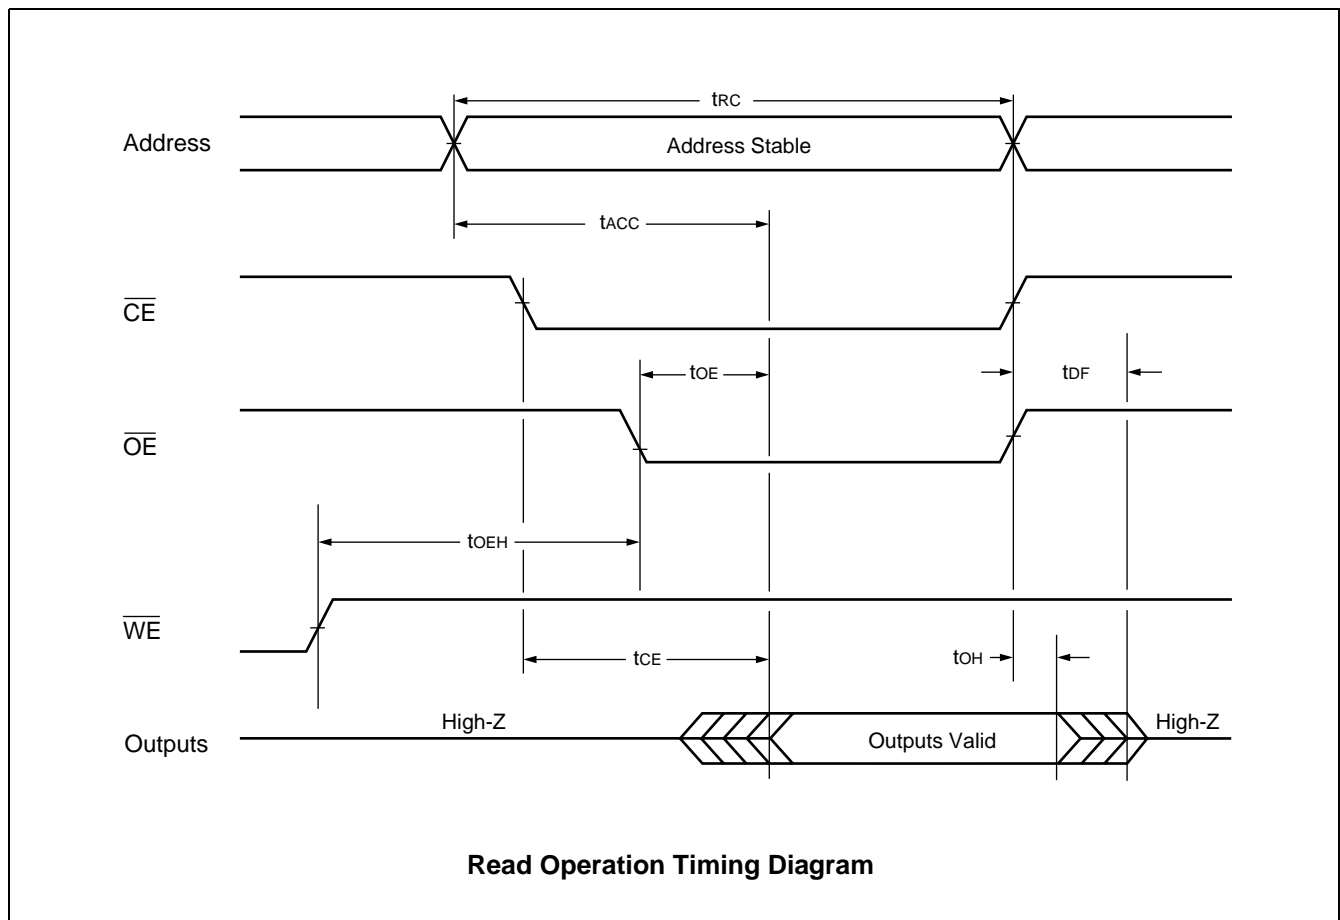 tRC
Address
Address Stable
tACC
CE
tOE
tDF
OE
tOEH
WE
tCE
tOH
High-Z
High-Z
Outputs
Outputs Valid
Read Operation Timing Diagram